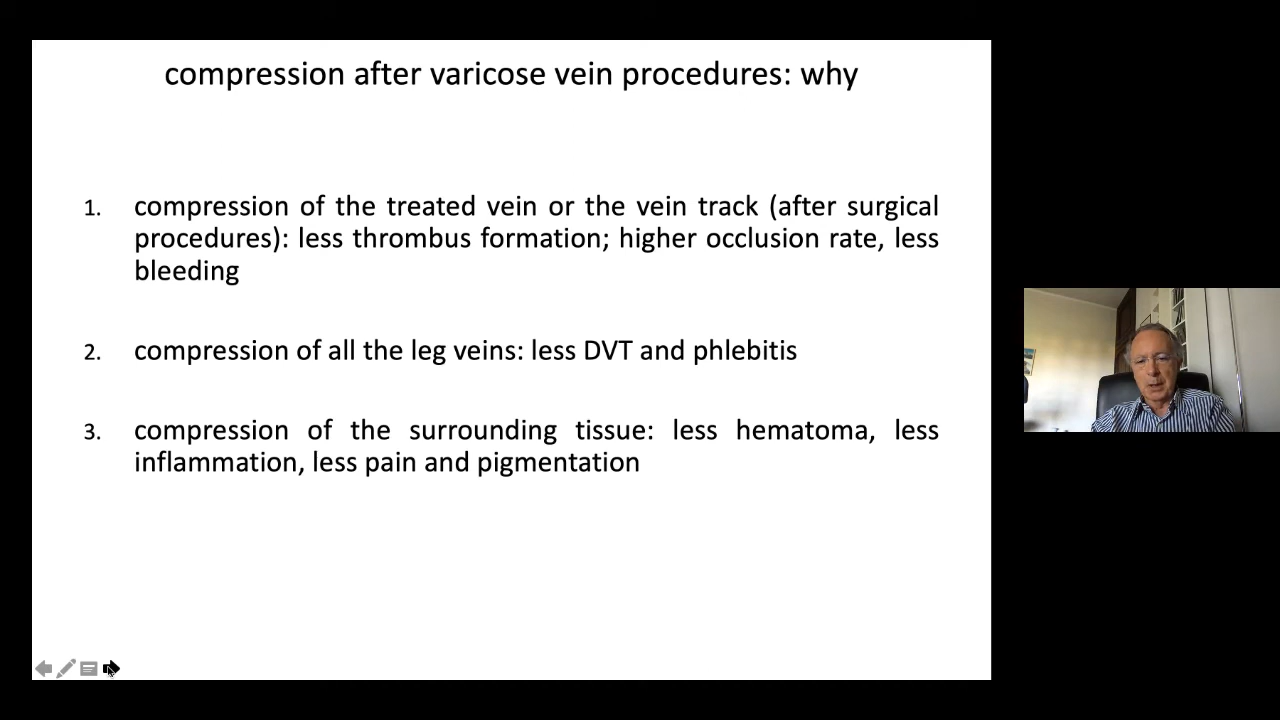 compression after varicose vein procedures: why
1. compression of the treated vein or the vein track (after surgical
procedures): less thrombus formation; higher occlusion rate, less
bleeding
2. compression of all the leg veins: less DVT and phlebitis
3. compression of the surrounding tissue: less hematoma, less
inflammation, less pain and pigmentation